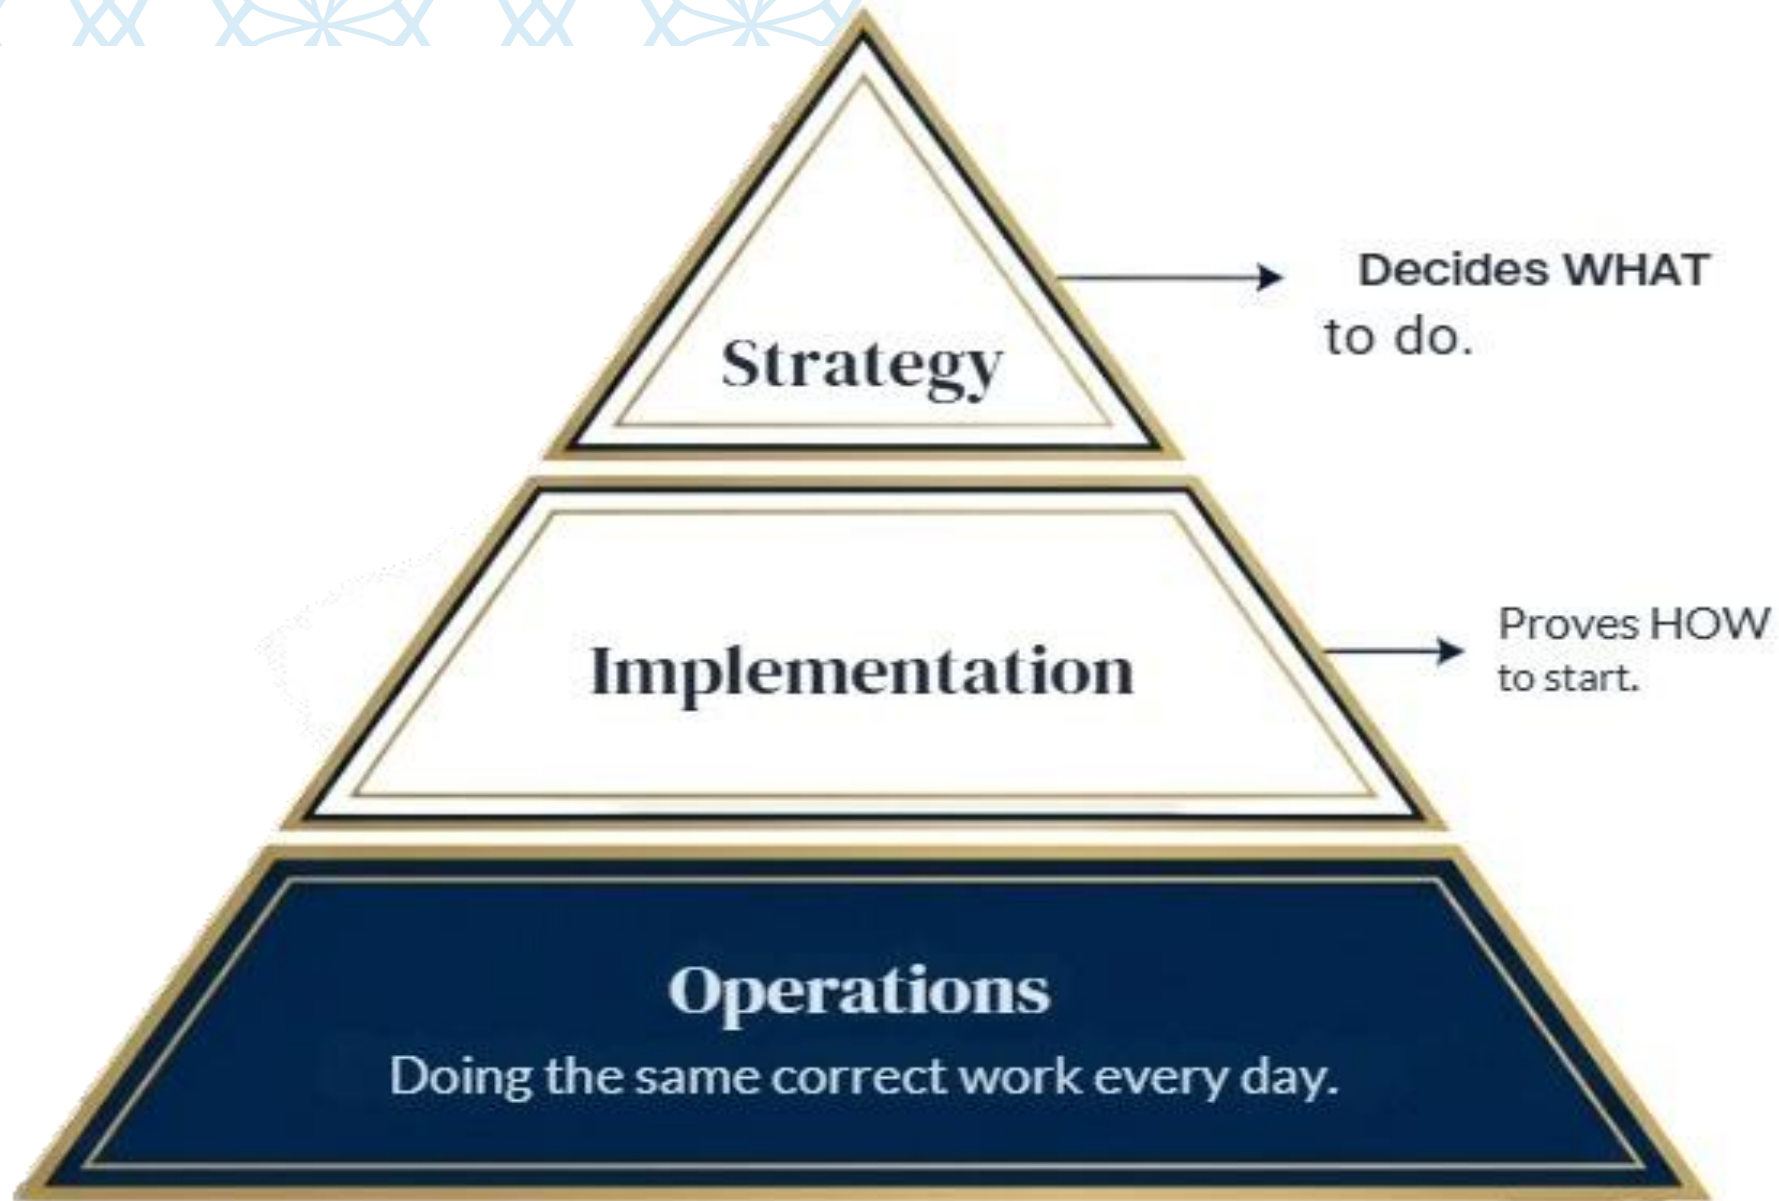 Strategy
Decides WHAT
to do.
Implementation
Proves HOW
to start.
Operations
Doing the same correct work every day.